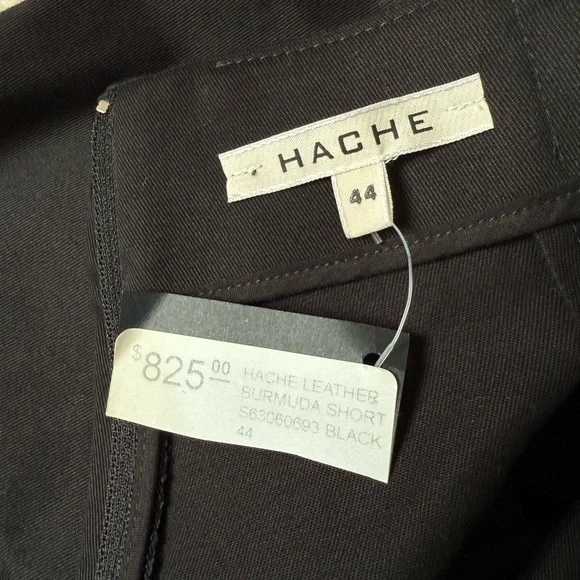 HACHE
44
$825.00
HACHE LEATHER
BURMUDA SHORT
S63060693 BLACK
44